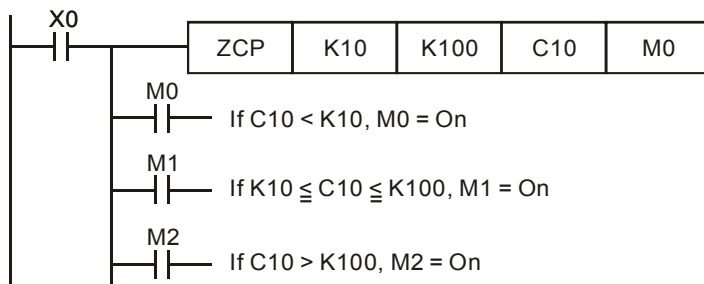 X0
ZCP K10 K100 C10 M0
M0
If C10 < K10, M0 = On
M1
If K10 ≦ C10 ≦ K100, M1 = On
M2
If C10 > K100, M2 = On